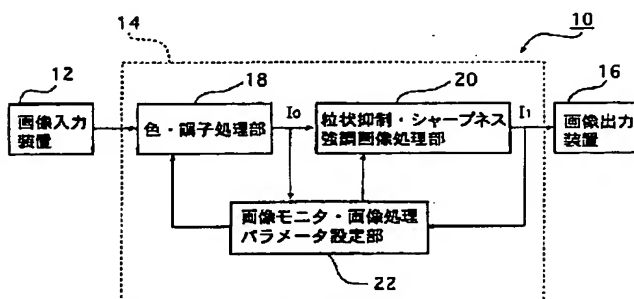 14
10
12
18
20
16
画像入力
装置
色・調子処理部
I0
粒状抑制・シャープネス
強調画像処理部
I1
画像出力
装置
画像モニタ・画像処理
パラメータ設定部
22